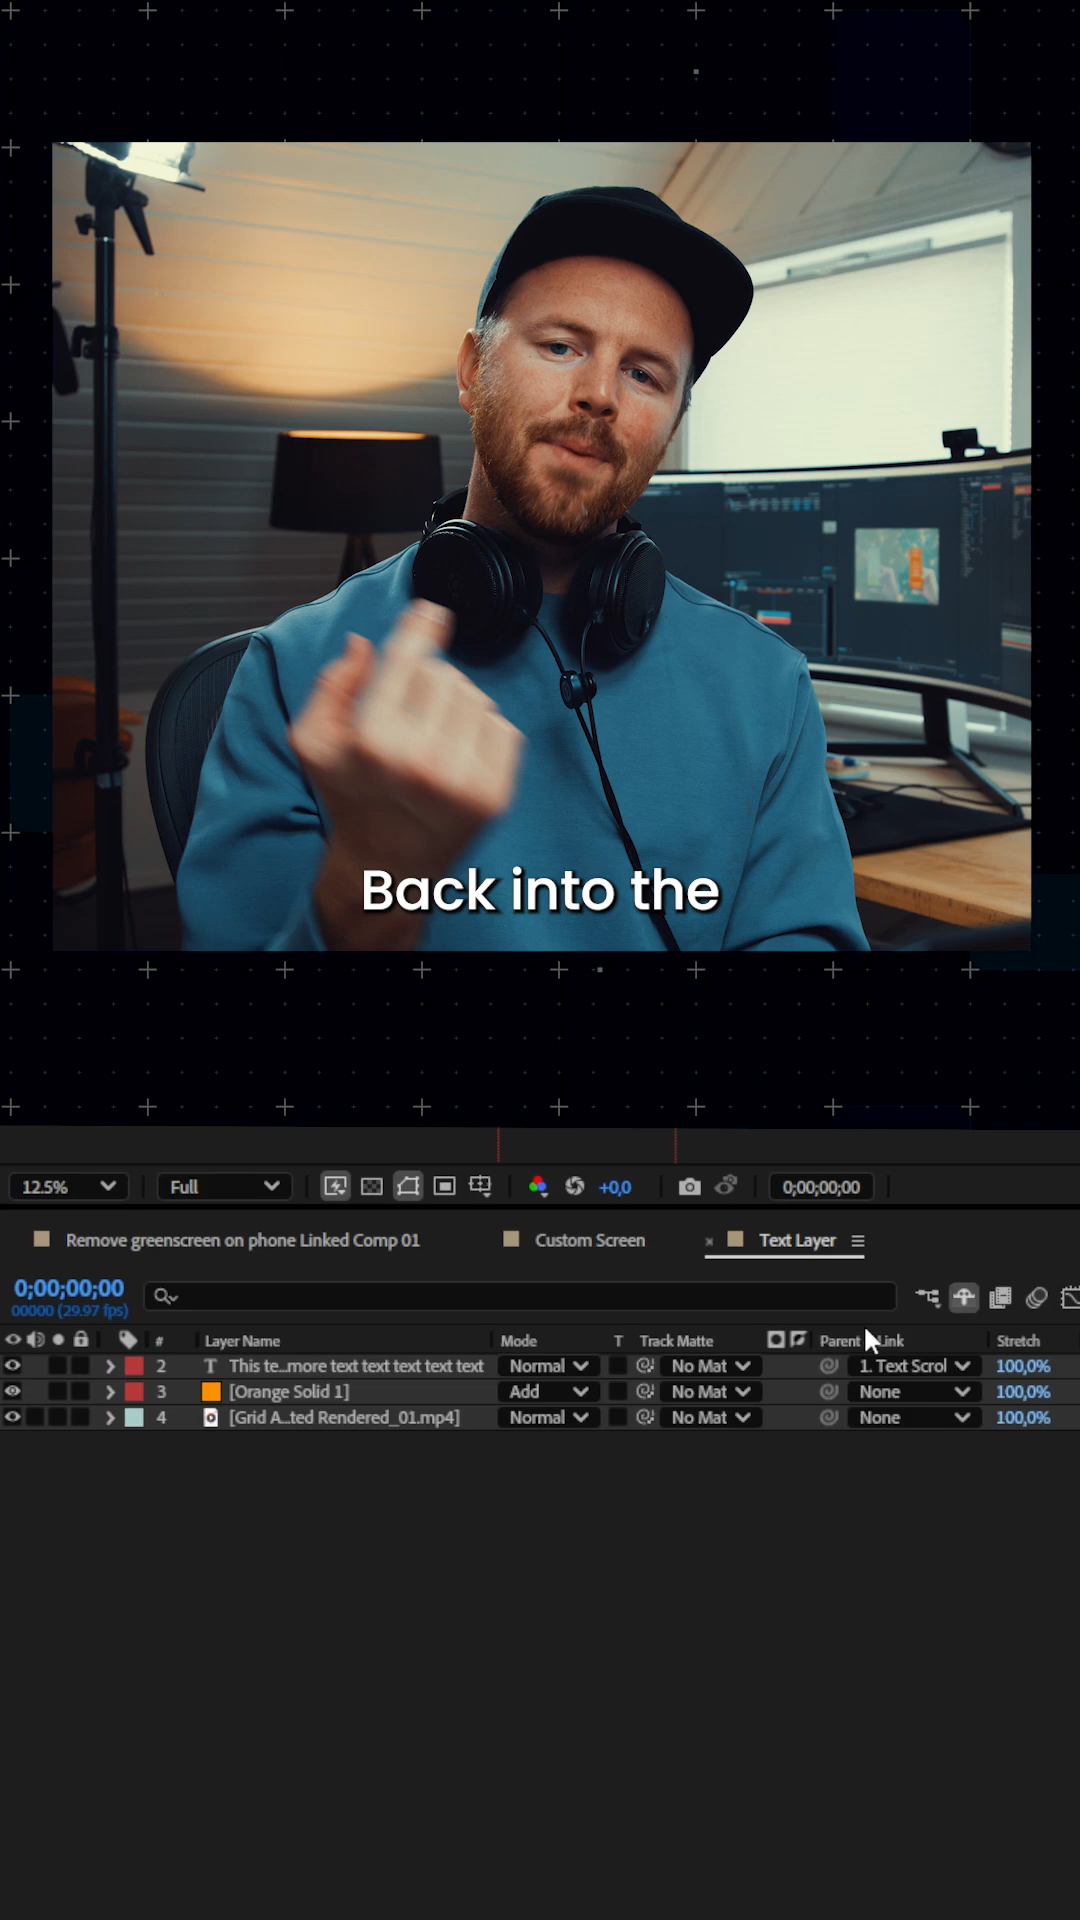 Back into the
12.5%
Full
+0,0
0;00;00;00
Remove greenscreen on phone Linked Comp 01
Custom Screen
Text Layer
0;00;00;00
00000 (29.97 fps)
# Layer Name Mode T Track Matte Parent Link Stretch
2 T This te...more text text text text text Normal No Mat 1. Text Scrol 100,0%
3 [Orange Solid 1] Add No Mat None 100,0%
4 [Grid A...ted Rendered_01.mp4] Normal No Mat None 100,0%